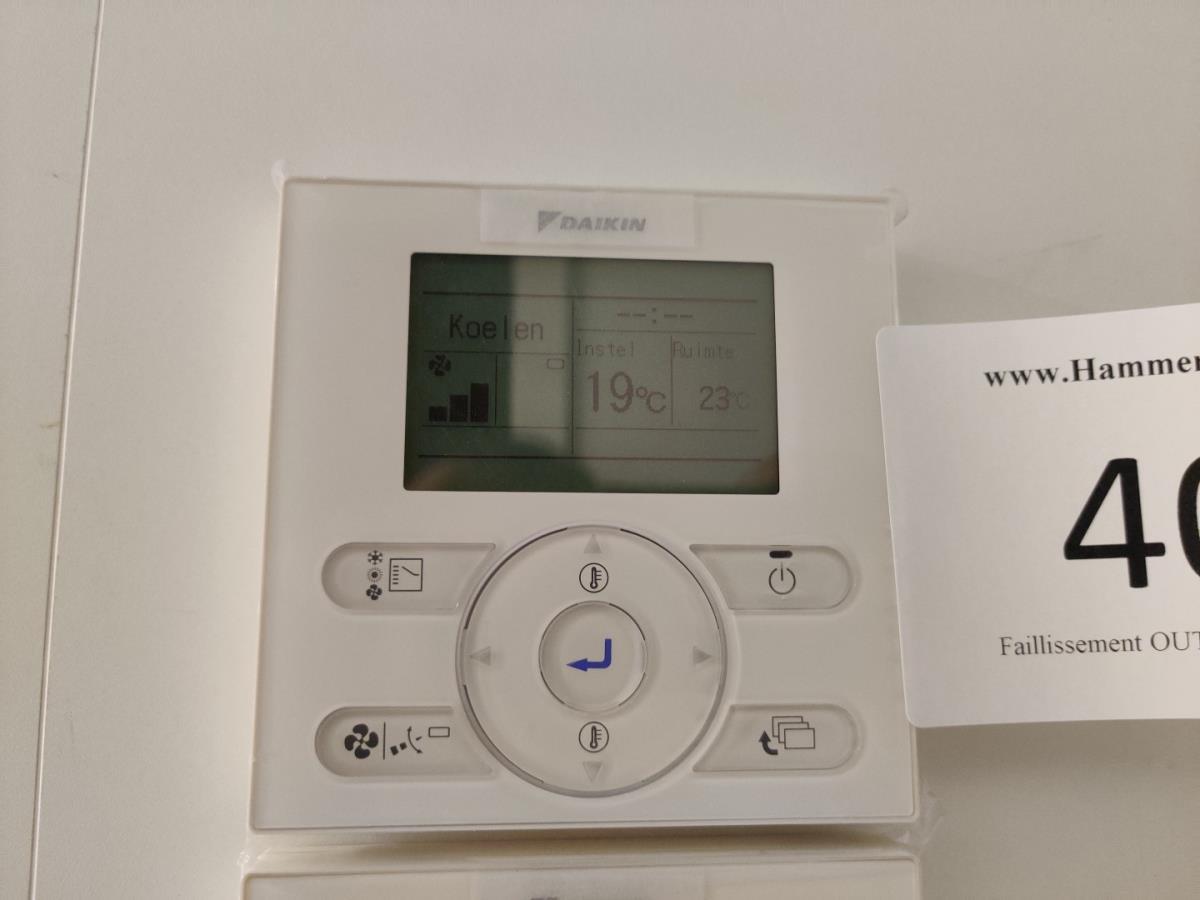 DAIKIN
Koelen
--:--
Instel
Ruimte
19°C
23°C
www.Hammer
40
Faillissement OUT